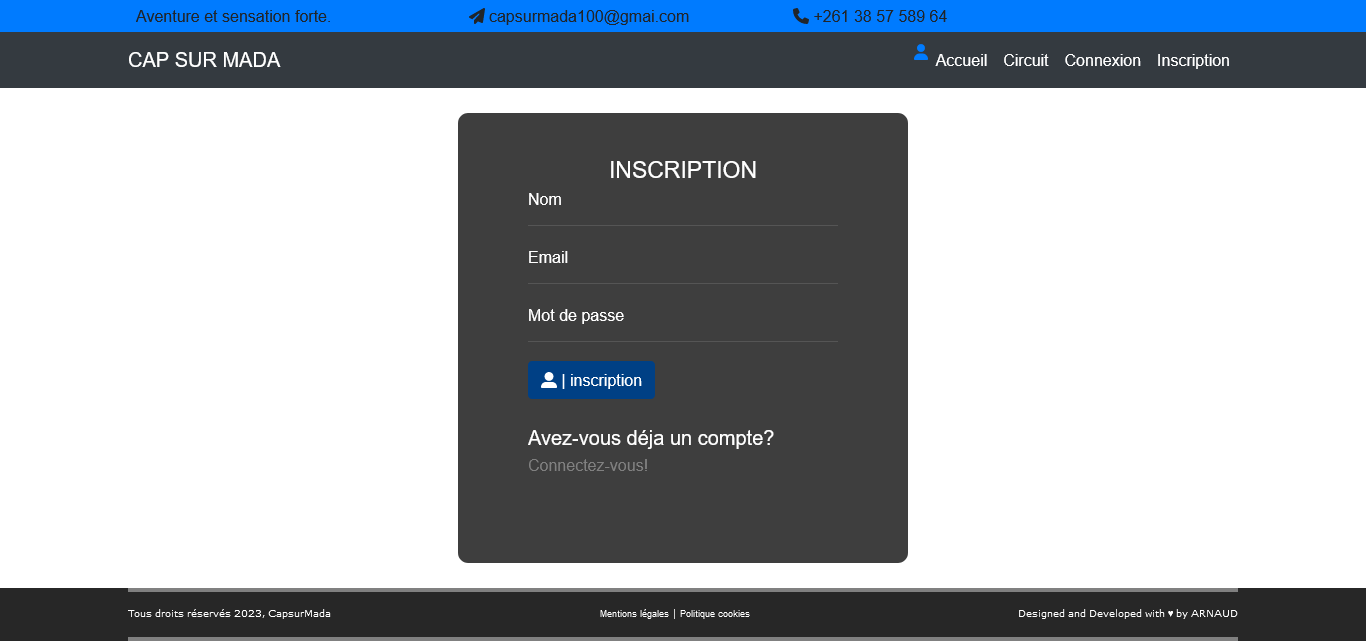 Aventure et sensation forte. capsurmada100@gmai.com +261 38 57 589 64
CAP SUR MADA Accueil Circuit Connexion Inscription
INSCRIPTION
Nom
Email
Mot de passe
| inscription
Avez-vous déja un compte?
Connectez-vous!
Tous droits réservés 2023, CapsurMada Mentions légales | Politique cookies Designed and Developed with ♥ by ARNAUD